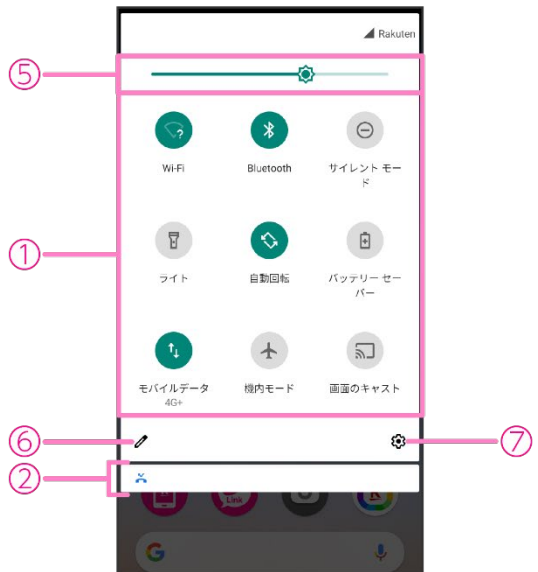 Rakuten
⑤
Wi-Fi
Bluetooth
サイレント モー
ド
①
ライト
自動回転
バッテリー セー
バー
モバイルデータ
4G+
機内モード
画面のキャスト
⑥
⑦
②
Link